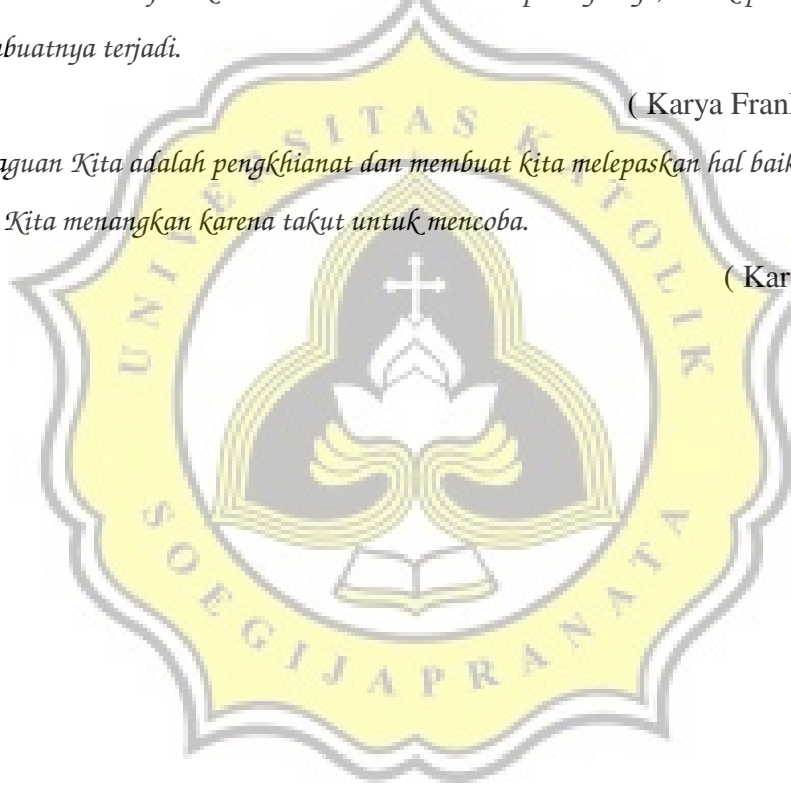 buatnya terjadi.
( Karya Fran
aguan Kita adalah pengkhianat dan membuat kita melepaskan hal baik
Kita menangkan karena takut untuk mencoba.
( Kar
UNIVERSITAS KATOLIK
SOEGIJAPRANATA